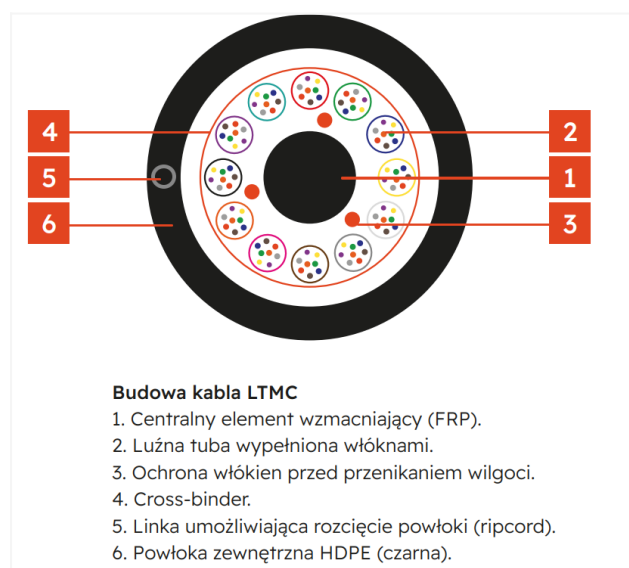 4
2
5
1
6
3
Budowa kabla LTMC
1. Centralny element wzmacniający (FRP).
2. Luźna tuba wypełniona włóknami.
3. Ochrona włókien przed przenikaniem wilgoci.
4. Cross-binder.
5. Linka umożliwiająca rozcięcie powłoki (ripcord).
6. Powłoka zewnętrzna HDPE (czarna).